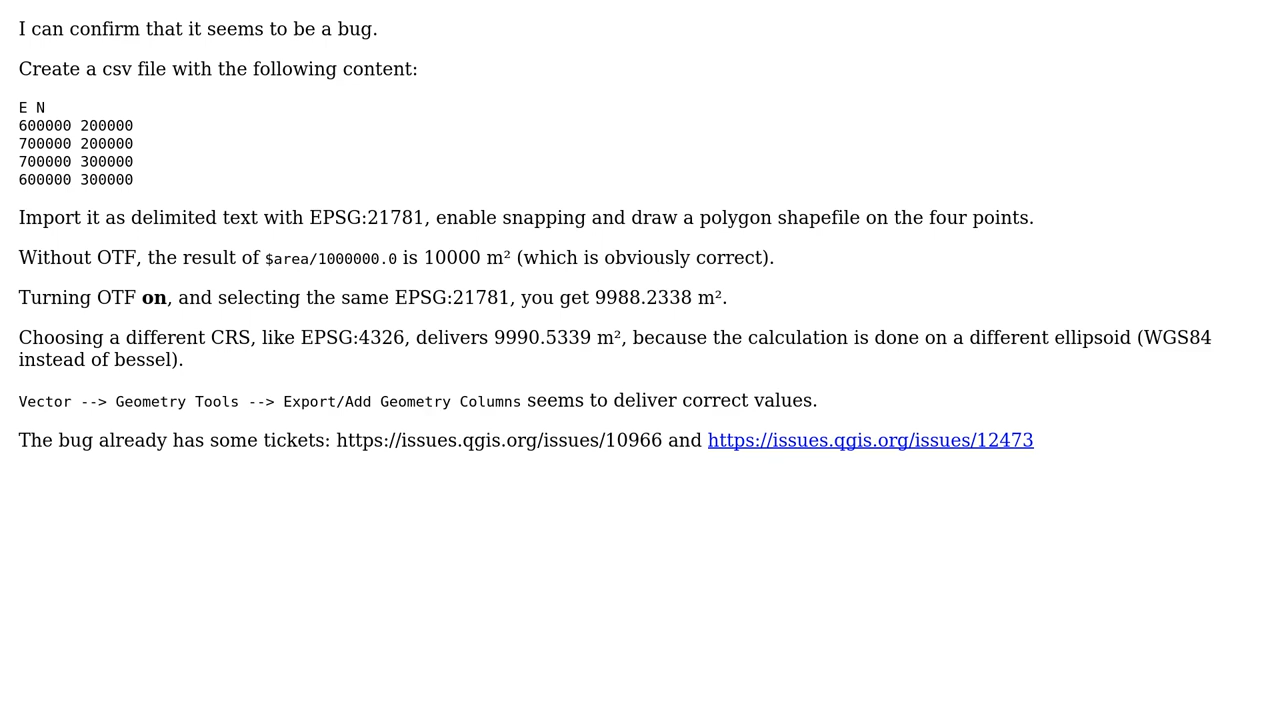 I can confirm that it seems to be a bug.
Create a csv file with the following content:
E N
600000 200000
700000 200000
700000 300000
600000 300000
Import it as delimited text with EPSG:21781, enable snapping and draw a polygon shapefile on the four points.
Without OTF, the result of $area/1000000.0 is 10000 m² (which is obviously correct).
Turning OTF on, and selecting the same EPSG:21781, you get 9988.2338 m².
Choosing a different CRS, like EPSG:4326, delivers 9990.5339 m², because the calculation is done on a different ellipsoid (WGS84
instead of bessel).
Vector --> Geometry Tools --> Export/Add Geometry Columns seems to deliver correct values.
The bug already has some tickets: https://issues.qgis.org/issues/10966 and https://issues.qgis.org/issues/12473